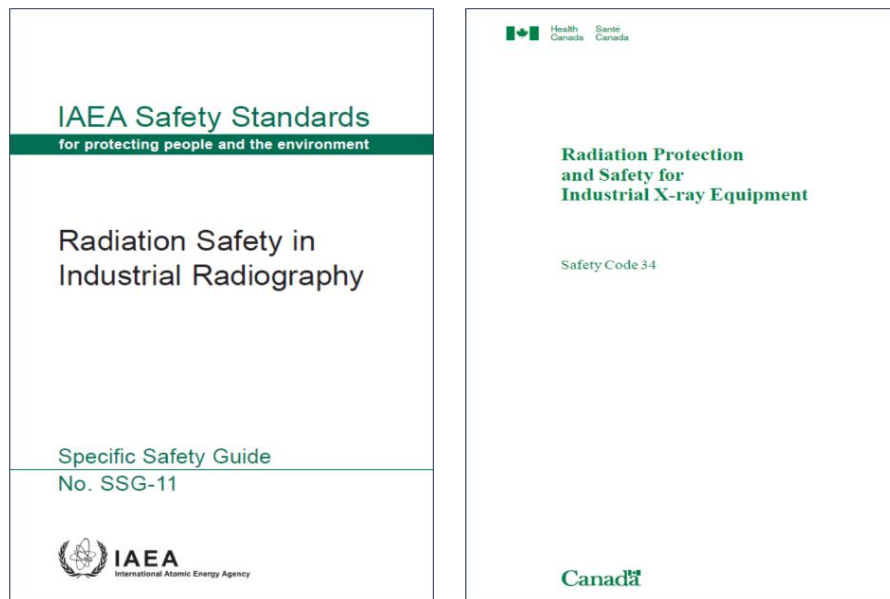 IAEA Safety Standards
for protecting people and the environment
Radiation Safety in
Industrial Radiography
Specific Safety Guide
No. SSG-11
IAEA
International Atomic Energy Agency
Health Santé
Canada Canada
Radiation Protection
and Safety for
Industrial X-ray Equipment
Safety Code 34
Canada